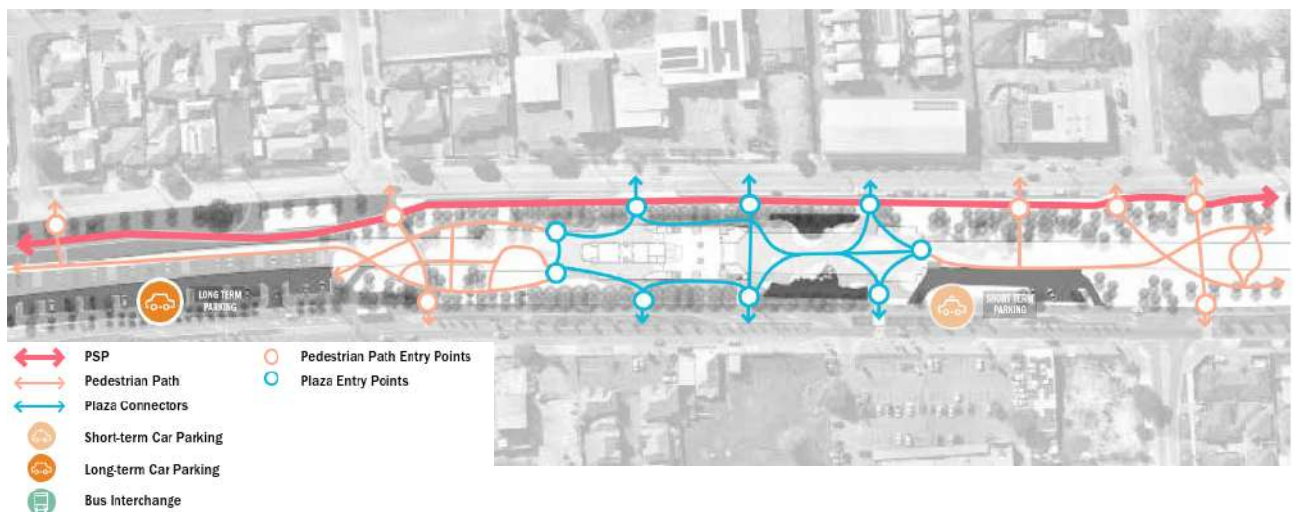 LONG TERM
PARKING
SHORT TERM
PARKING
PSP
Pedestrian Path
Plaza Connectors
Short-term Car Parking
Long-term Car Parking
Bus Interchange
Pedestrian Path Entry Points
Plaza Entry Points